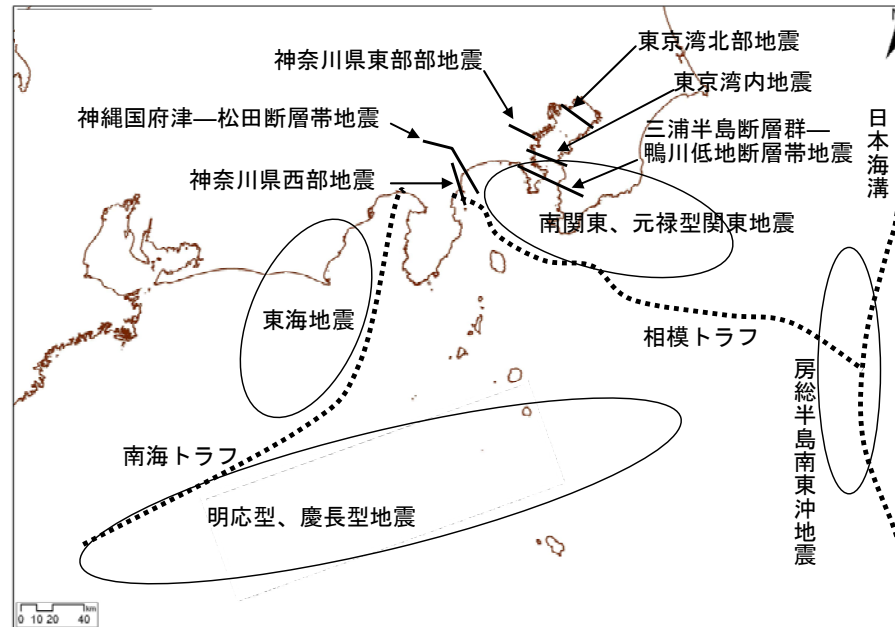 東京湾北部地震
神奈川県東部部地震
東京湾内地震
神縄国府津―松田断層帯地震
三浦半島断層群―
鴨川低地断層帯地震
日本海溝
神奈川県西部地震
南関東、元禄型関東地震
東海地震
相模トラフ
房総半島南東沖地震
南海トラフ
明応型、慶長型地震
km
0 10 20 40